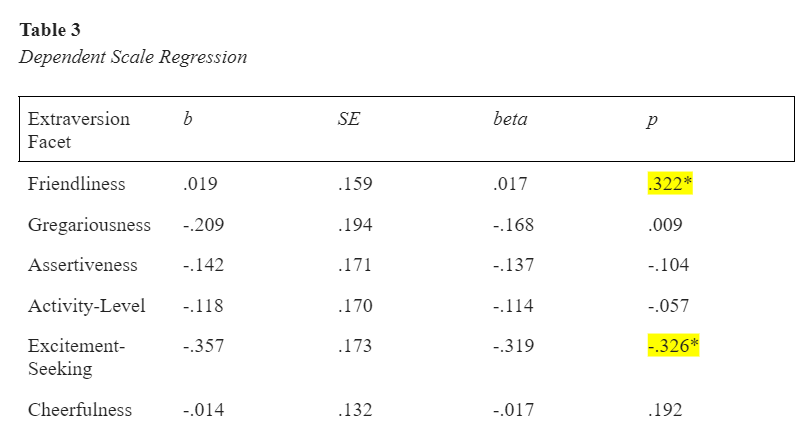 Table 3
Dependent Scale Regression
Extraversion Facet b SE beta p
Friendliness .019 .159 .017 .322*
Gregariousness -.209 .194 -.168 .009
Assertiveness -.142 .171 -.137 -.104
Activity-Level -.118 .170 -.114 -.057
Excitement-Seeking -.357 .173 -.319 -.326*
Cheerfulness -.014 .132 -.017 .192